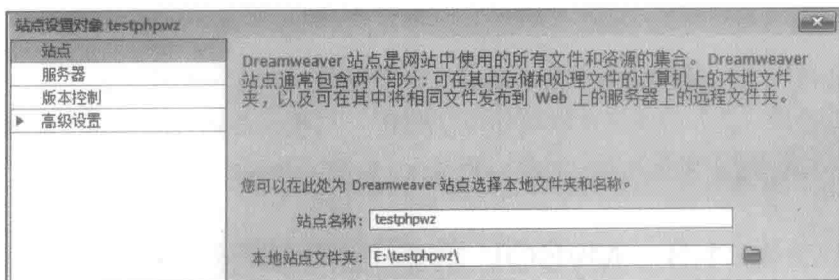 站点设置对象 testphpwz
站点
服务器
版本控制
高级设置
Dreamweaver 站点是网站中使用的所有文件和资源的集合。Dreamweaver
站点通常包含两个部分：可在其中存储和处理文件的计算机上的本地文件
夹，以及可在其中将相同文件发布到 Web 上的服务器上的远程文件夹。
您可以在此处为 Dreamweaver 站点选择本地文件夹和名称。
站点名称: testphpwz
本地站点文件夹: E:\testphpwz\